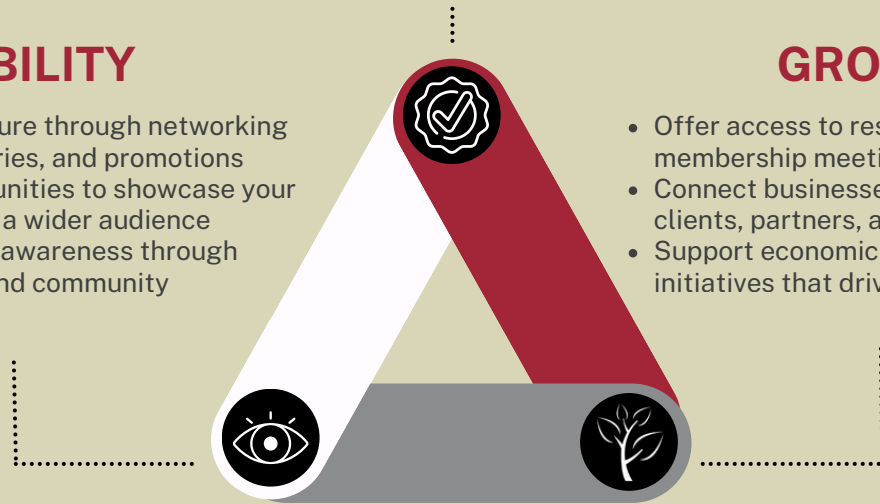 BILITY
ure through networking
ries, and promotions
unities to showcase your
a wider audience
awareness through
nd community
GRO
Offer access to res
membership meeti
Connect businesse
clients, partners, a
Support economic
initiatives that driv